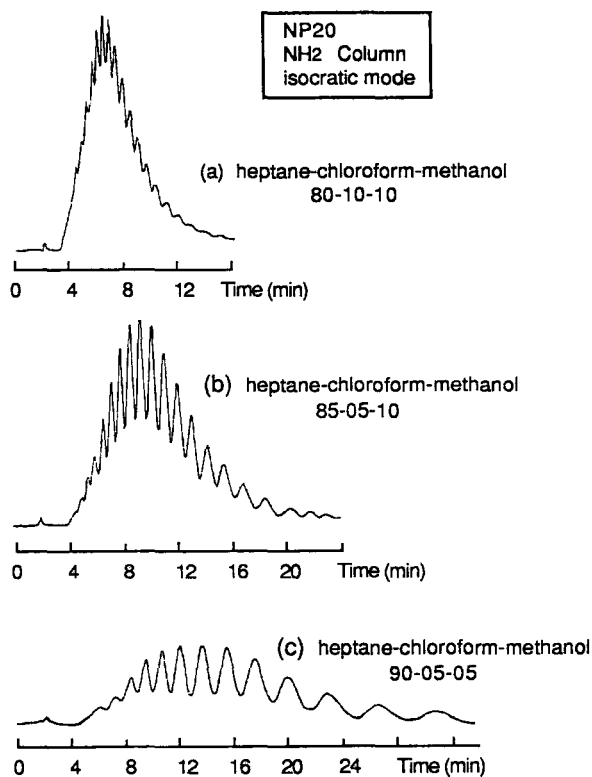 NP20
NH2 Column
isocratic mode
(a) heptane-chloroform-methanol
80-10-10
0 4 8 12 Time (min)
(b) heptane-chloroform-methanol
85-05-10
0 4 8 12 16 20 Time (min)
(c) heptane-chloroform-methanol
90-05-05
0 4 8 12 16 20 24 Time (min)